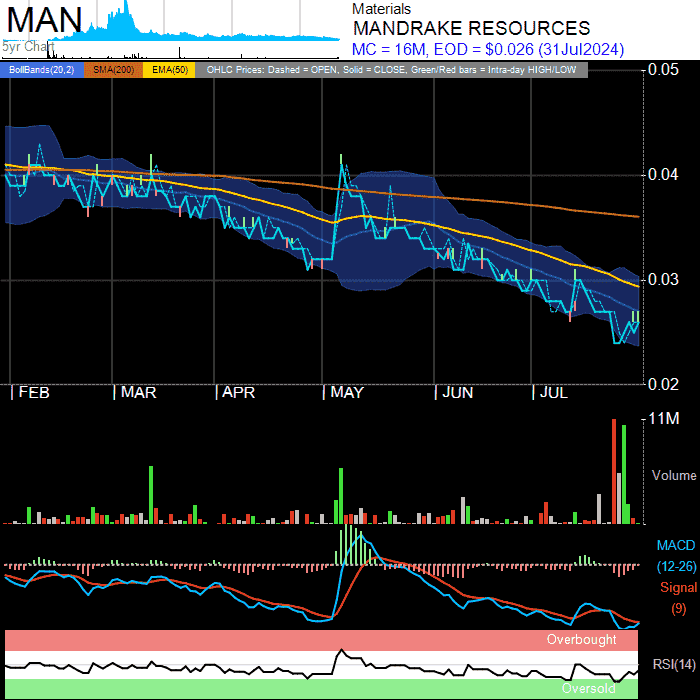 MAN
5yr Chart
Materials
MANDRAKE RESOURCES
MC = 16M, EOD = $0.026 (31Jul2024)
BollBands(20,2) SMA(200) EMA(50) OHLC Prices: Dashed = OPEN, Solid = CLOSE, Green/Red bars = Intra-day HIGH/LOW
0.05
0.04
0.03
0.02
FEB MAR APR MAY JUN JUL
11M
Volume
MACD
(12-26)
Signal
(9)
Overbought
RSI(14)
Oversold